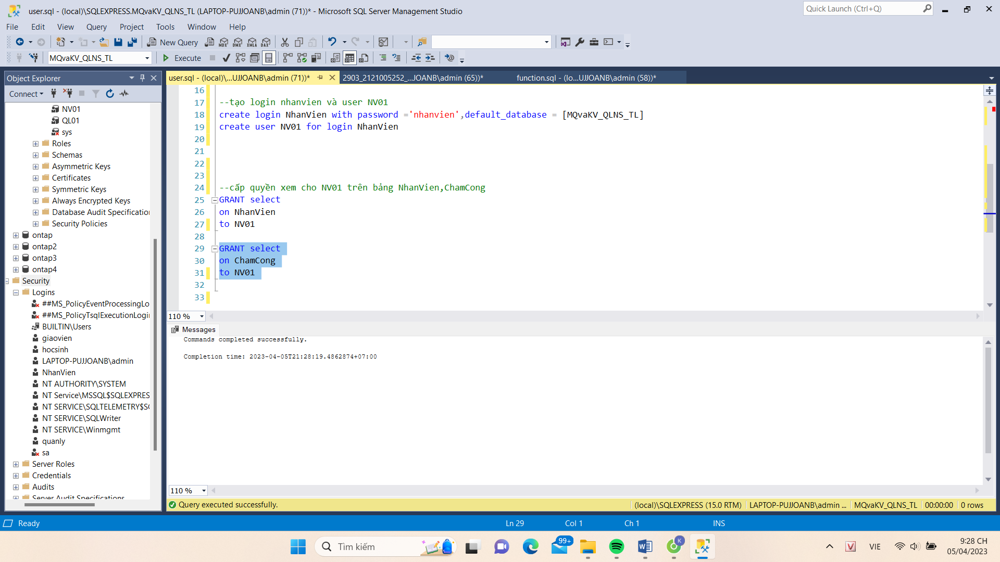 user.sql - (local)\SQLEXPRESS.MQvaKV_QLNS_TL (LAPTOP-PUJJOANB\admin (71))* - Microsoft SQL Server Management Studio
Quick Launch (Ctrl+Q)
File Edit View Query Project Tools Window Help
New Query
MDX DMX XMLA DAX
MQvaKV_QLNS_TL
Execute
Object Explorer
Connect
NV01
QL01
sys
Roles
Schemas
Asymmetric Keys
Certificates
Symmetric Keys
Always Encrypted Keys
Database Audit Specification
Security Policies
ontap
ontap2
ontap3
ontap4
Security
Logins
##MS_PolicyEventProcessingLo
##MS_PolicyTsqlExecutionLogi
BUILTIN\Users
giaovien
hocsinh
LAPTOP-PUJJOANB\admin
NhanVien
NT AUTHORITY\SYSTEM
NT Service\MSSQL$SQLEXPRES
NT SERVICE\SQLTELEMETRY$S
NT SERVICE\SQLWriter
NT SERVICE\Winmgmt
quanly
sa
Server Roles
Credentials
Audits
Server Audit Specifications
user.sql - (local)\...UJJOANB\admin (71))*
2903_2121005252_...JOANB\admin (65))*
function.sql - (lo...UJJOANB\admin (58))*
16
17 --tạo login nhanvien và user NV01
18 create login NhanVien with password ='nhanvien',default_database = [MQvaKV_QLNS_TL]
19 create user NV01 for login NhanVien
20
21
22
23
24 --cấp quyền xem cho NV01 trên bảng NhanVien,ChamCong
25 GRANT select
26 on NhanVien
27 to NV01
28
29 GRANT select
30 on ChamCong
31 to NV01
32
33
110 %
Messages
Commands completed successfully.
Completion time: 2023-04-05T21:28:19.4862874+07:00
110 %
Query executed successfully.
(local)\SQLEXPRESS (15.0 RTM) LAPTOP-PUJJOANB\admin ... MQvaKV_QLNS_TL 00:00:00 0 rows
Ready
Ln 29 Col 1 Ch 1 INS
Tìm kiếm
99+
K
V
VIE
9:28 CH
05/04/2023